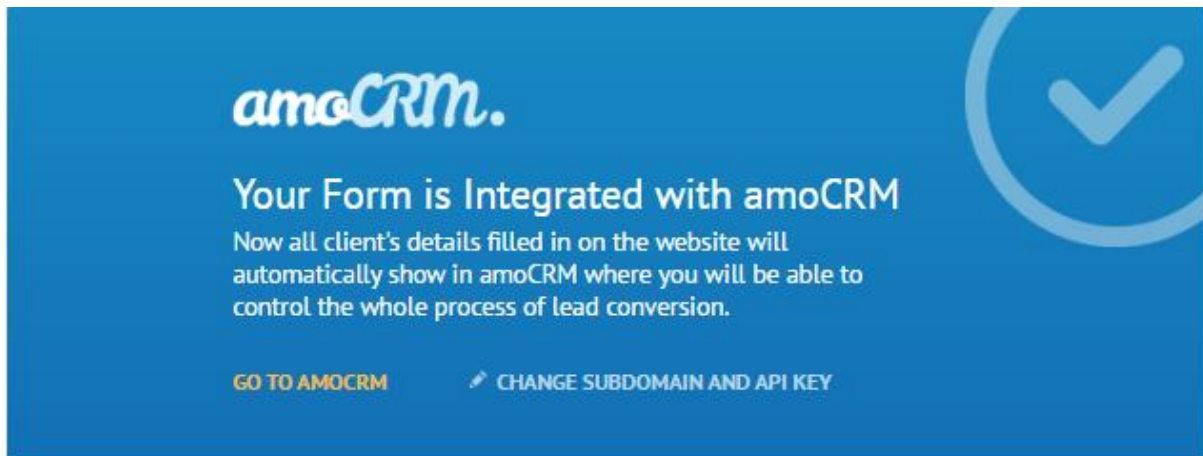 amoCRM.
Your Form is Integrated with amoCRM
Now all client's details filled in on the website will
automatically show in amoCRM where you will be able to
control the whole process of lead conversion.
GO TO AMOCRM CHANGE SUBDOMAIN AND API KEY